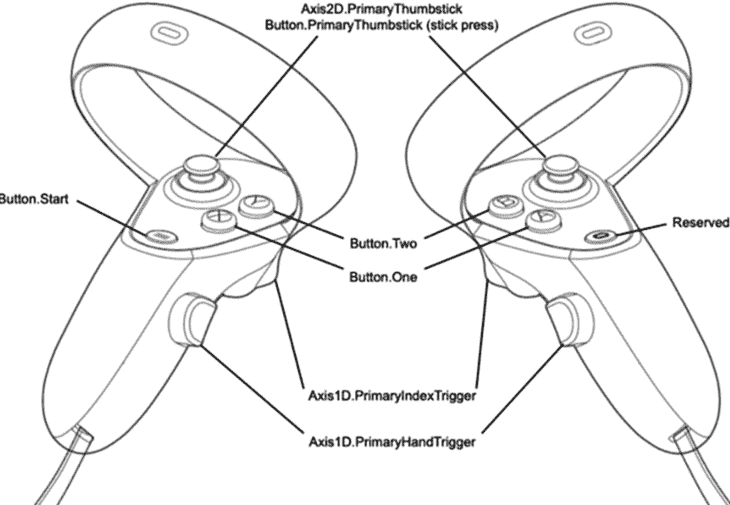 Axis2D.PrimaryThumbstick
Button.PrimaryThumbstick (stick press)
Button.Start
Reserved
Button.Two
Button.One
Axis1D.PrimaryIndexTrigger
Axis1D.PrimaryHandTrigger